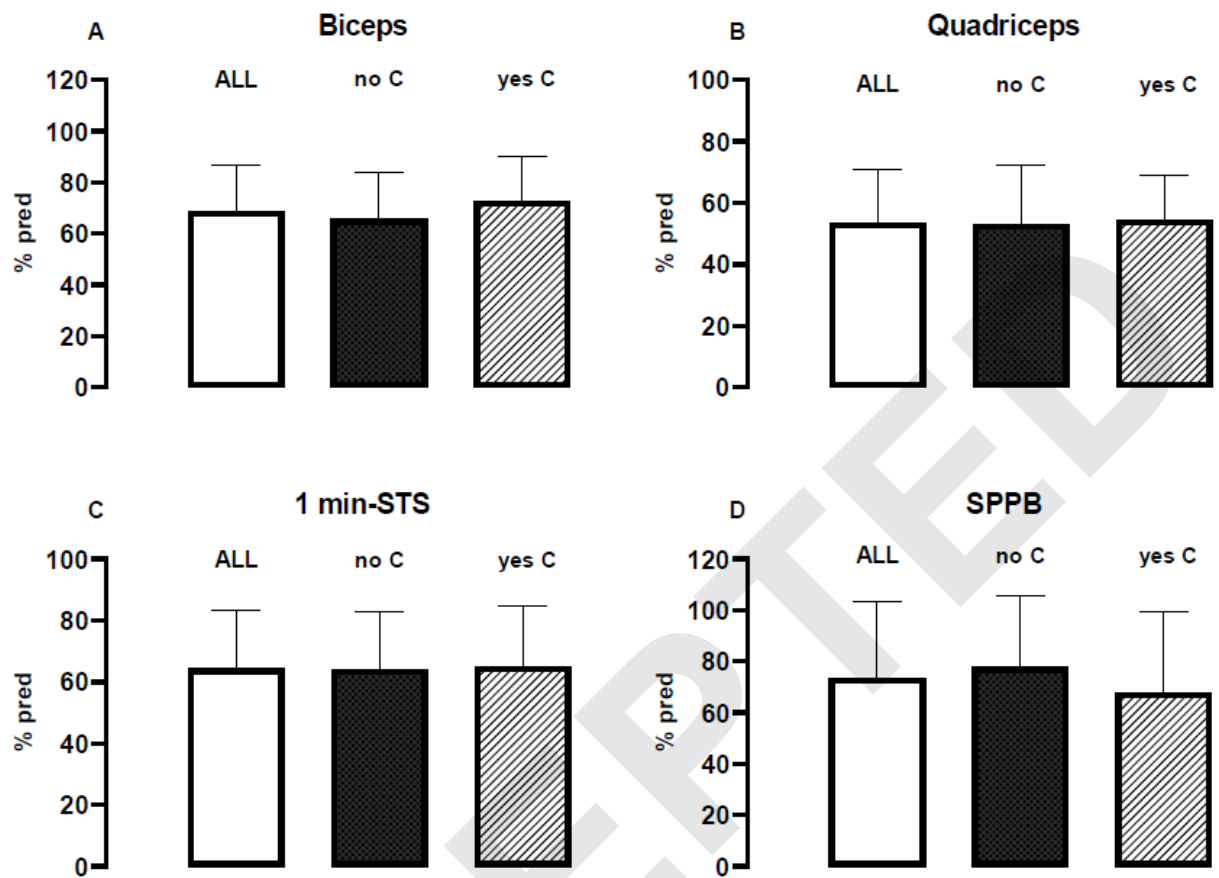 A
Biceps
ALL
no C
yes C
120
100
80
60
40
20
0
% pred
B
Quadriceps
ALL
no C
yes C
100
80
60
40
20
0
% pred
C
1 min-STS
ALL
no C
yes C
100
80
60
40
20
0
% pred
D
SPPB
ALL
no C
yes C
120
100
80
60
40
20
0
% pred
EPTED